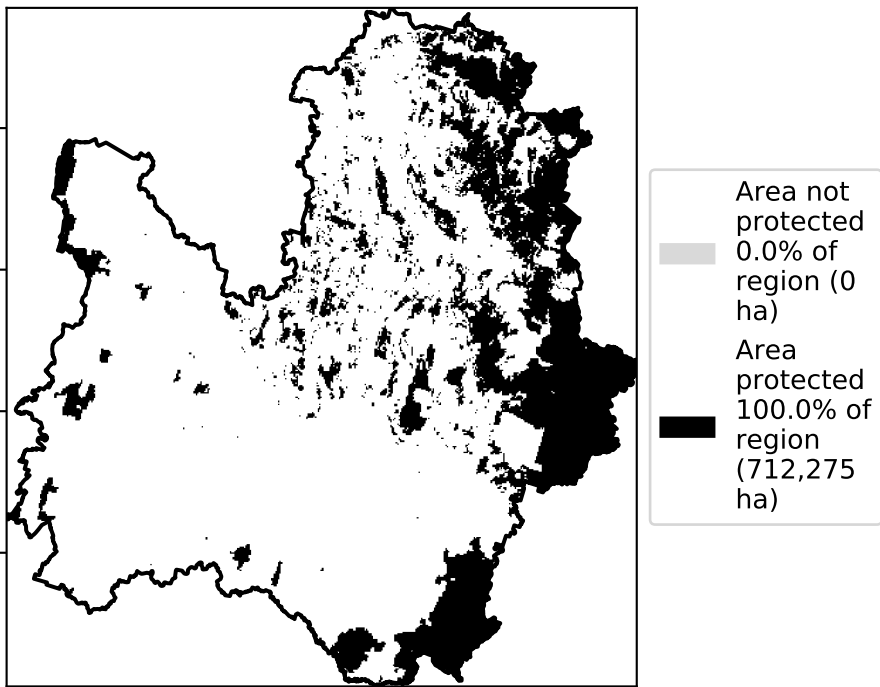 Area not
protected
0.0% of
region (0
ha)
Area
protected
100.0% of
region
(712,275
ha)